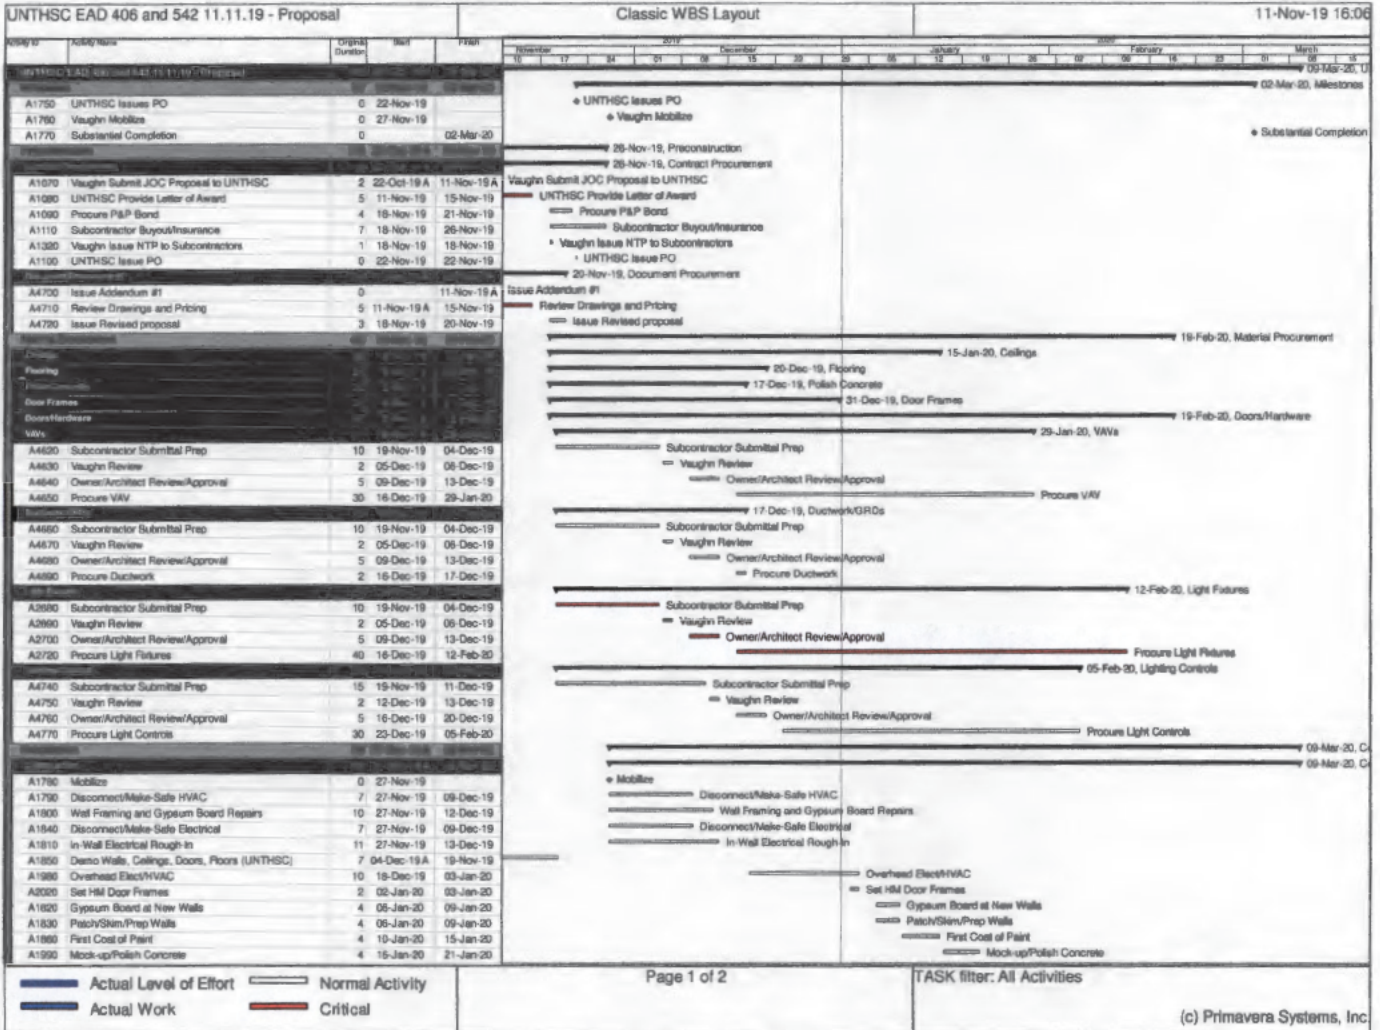 UNTHSC EAD 406 and 542 11.11.19 - Proposal
Classic WBS Layout
11-Nov-19 16:06
Activity Name Original Duration Start Finish
2019
November December January February March
10 17 24 01 08
09-Mar-20, U
02-Mar-20, Milestones
A1750 UNTHSC Issues PO 0 22-Nov-19 UNTHSC Issues PO
A1760 Vaughn Mobilize 0 27-Nov-19 Vaughn Mobilize
A1770 Substantial Completion 0 02-Mar-20 Substantial Completion
26-Nov-19, Preconstruction
26-Nov-19, Contract Procurement
A1070 Vaughn Submit JOC Proposal to UNTHSC 2 22-Oct-19 A 11-Nov-19 A Vaughn Submit JOC Proposal to UNTHSC
A1080 UNTHSC Provide Letter of Award 5 11-Nov-19 15-Nov-19 UNTHSC Provide Letter of Award
A1090 Procure P&P Bond 4 18-Nov-19 21-Nov-19 Procure P&P Bond
A1110 Subcontractor Buyout/Insurance 7 18-Nov-19 26-Nov-19 Subcontractor Buyout/Insurance
A1320 Vaughn Issue NTP to Subcontractors 1 18-Nov-19 18-Nov-19 Vaughn Issue NTP to Subcontractors
A1100 UNTHSC Issue PO 0 22-Nov-19 22-Nov-19 UNTHSC Issue PO
20-Nov-19, Document Procurement
A4700 Issue Addendum #1 0 11-Nov-19 A Issue Addendum #1
A4710 Review Drawings and Pricing 5 11-Nov-19 A 15-Nov-19 Review Drawings and Pricing
A4720 Issue Revised proposal 3 18-Nov-19 20-Nov-19 Issue Revised proposal
19-Feb-20, Material Procurement
15-Jan-20, Ceilings
Flooring 20-Dec-19, Flooring
17-Dec-19, Polish Concrete
Door Frames 31-Dec-19, Door Frames
Doors/Hardware 19-Feb-20, Doors/Hardware
VAVs 29-Jan-20, VAVs
A4620 Subcontractor Submittal Prep 10 19-Nov-19 04-Dec-19 Subcontractor Submittal Prep
A4630 Vaughn Review 2 05-Dec-19 06-Dec-19 Vaughn Review
A4640 Owner/Architect Review/Approval 5 09-Dec-19 13-Dec-19 Owner/Architect Review/Approval
A4650 Procure VAV 30 16-Dec-19 29-Jan-20 Procure VAV
17-Dec-19, Ductwork/GRDs
A4660 Subcontractor Submittal Prep 10 19-Nov-19 04-Dec-19 Subcontractor Submittal Prep
A4670 Vaughn Review 2 05-Dec-19 06-Dec-19 Vaughn Review
A4680 Owner/Architect Review/Approval 5 09-Dec-19 13-Dec-19 Owner/Architect Review/Approval
A4690 Procure Ductwork 2 16-Dec-19 17-Dec-19 Procure Ductwork
12-Feb-20, Light Fixtures
A2680 Subcontractor Submittal Prep 10 19-Nov-19 04-Dec-19 Subcontractor Submittal Prep
A2690 Vaughn Review 2 05-Dec-19 06-Dec-19 Vaughn Review
A2700 Owner/Architect Review/Approval 5 09-Dec-19 13-Dec-19 Owner/Architect Review/Approval
A2720 Procure Light Fixtures 40 16-Dec-19 12-Feb-20 Procure Light Fixtures
05-Feb-20, Lighting Controls
A4740 Subcontractor Submittal Prep 15 19-Nov-19 11-Dec-19 Subcontractor Submittal Prep
A4750 Vaughn Review 2 12-Dec-19 13-Dec-19 Vaughn Review
A4760 Owner/Architect Review/Approval 5 16-Dec-19 20-Dec-19 Owner/Architect Review/Approval
A4770 Procure Light Controls 30 23-Dec-19 05-Feb-20 Procure Light Controls
09-Mar-20, C
09-Mar-20, C
A1780 Mobilize 0 27-Nov-19 Mobilize
A1790 Disconnect/Make-Safe HVAC 7 27-Nov-19 09-Dec-19 Disconnect/Make-Safe HVAC
A1800 Wall Framing and Gypsum Board Repairs 10 27-Nov-19 12-Dec-19 Wall Framing and Gypsum Board Repairs
A1840 Disconnect/Make-Safe Electrical 7 27-Nov-19 09-Dec-19 Disconnect/Make-Safe Electrical
A1810 In-Wall Electrical Rough-In 11 27-Nov-19 13-Dec-19 In-Wall Electrical Rough-In
A1850 Demo Walls, Ceilings, Doors, Floors (UNTHSC) 7 04-Dec-19 A 19-Nov-19
A1980 Overhead Elect/HVAC 10 18-Dec-19 03-Jan-20 Overhead Elect/HVAC
A2020 Set HM Door Frames 2 02-Jan-20 03-Jan-20 Set HM Door Frames
A1820 Gypsum Board at New Walls 4 06-Jan-20 09-Jan-20 Gypsum Board at New Walls
A1830 Patch/Skim/Prep Walls 4 06-Jan-20 09-Jan-20 Patch/Skim/Prep Walls
A1860 First Coat of Paint 4 10-Jan-20 15-Jan-20 First Coat of Paint
A1990 Mock-up/Polish Concrete 4 16-Jan-20 21-Jan-20 Mock-up/Polish Concrete
Actual Level of Effort Normal Activity
Actual Work Critical
Page 1 of 2
TASK filter: All Activities
(c) Primavera Systems, Inc